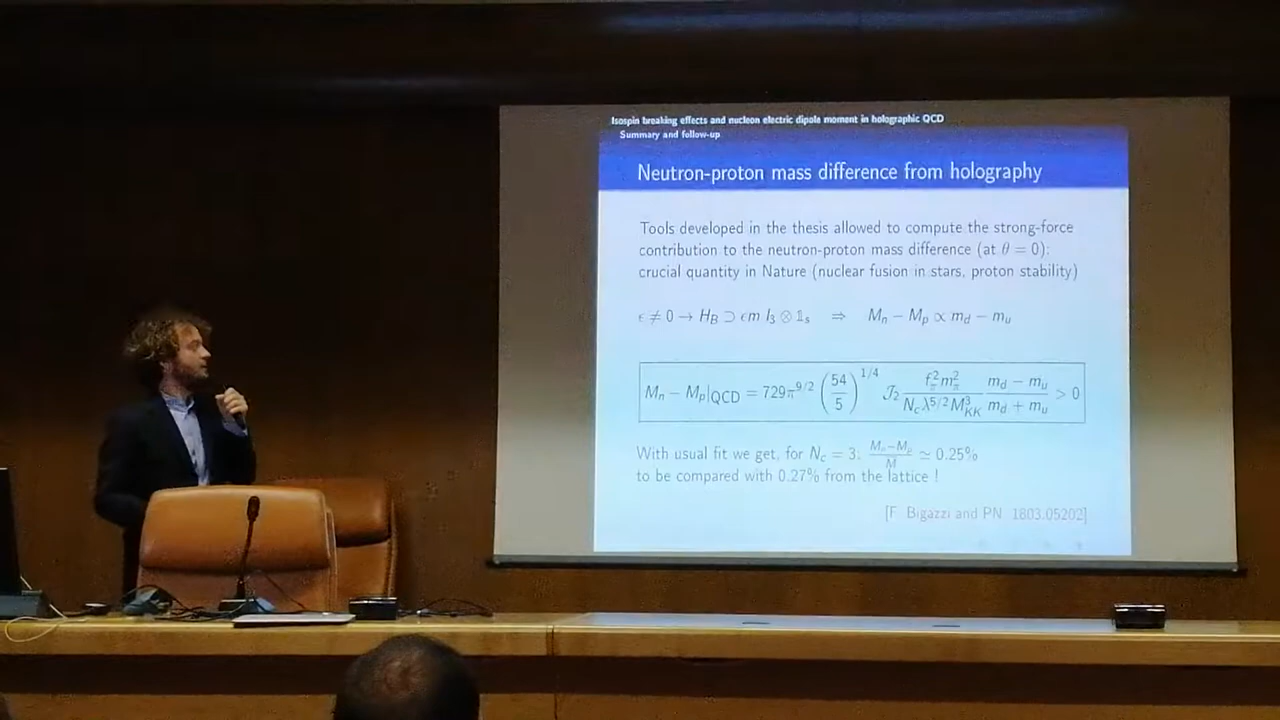 Isospin breaking effects and nucleon electric dipole moment in holographic QCD
Summary and follow-up
Neutron-proton mass difference from holography
Tools developed in the thesis allowed to compute the strong-force
contribution to the neutron-proton mass difference (at θ = 0):
crucial quantity in Nature (nuclear fusion in stars, proton stability)
ϵ ≠ 0 → H_B ⊃ ϵm I_3 ⊗ 𝟙_s ⇒ M_n − M_p ∝ m_d − m_u
M_n − M_p|_QCD = 729π^{9/2} (54/5)^{1/4} 𝒥_2 (f_π^2 m_π^2)/(N_c λ^{5/2} M_KK^3) (m_d − m_u)/(m_d + m_u) > 0
With usual fit we get, for N_c = 3: (M_n−M_p)/M ≃ 0.25%
to be compared with 0.27% from the lattice !
[F. Bigazzi and PN 1803.05202]